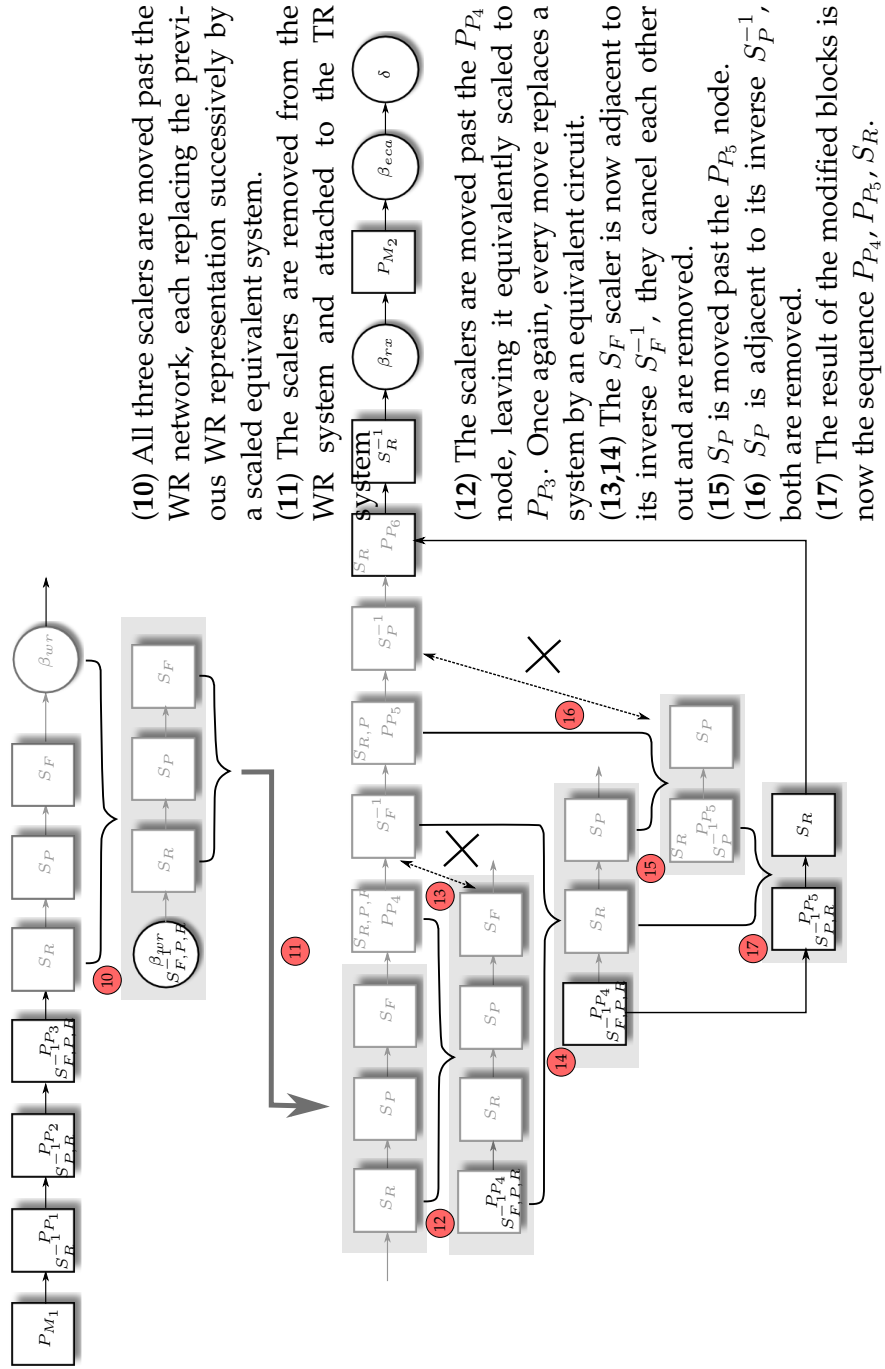 P_{M_1}
P_{P_1}
S_R^{-1}
P_{P_2}
S_{P,R}^{-1}
P_{P_3}
S_{F,P,R}^{-1}
S_R
S_P
S_F
β_{wr}
10
β_{wr}
S_{F,P,R}^{-1}
S_R
S_P
S_F
11
(10) All three scalers are moved past the
WR network, each replacing the previ-
ous WR representation successively by
a scaled equivalent system.
(11) The scalers are removed from the
WR system and attached to the TR
system
S_R
S_P
S_F
S_{R,P,F}
P_{P_4}
S_F^{-1}
S_{R,P}
P_{P_5}
S_P^{-1}
S_R
P_{P_6}
S_R^{-1}
β_{rx}
P_{M_2}
β_{eca}
δ
12
P_{P_4}
S_{F,P,R}^{-1}
S_R
S_P
S_F
13
14
P_{P_4}
S_{F,P,R}^{-1}
S_R
S_P
15
16
S_R
P_{P_5}
S_P^{-1}
S_P
17
P_{P_5}
S_{P,R}^{-1}
S_R
(12) The scalers are moved past the P_{P_4}
node, leaving it equivalently scaled to
P_{P_3}. Once again, every move replaces a
system by an equivalent circuit.
(13,14) The S_F scaler is now adjacent to
its inverse S_F^{-1}, they cancel each other
out and are removed.
(15) S_P is moved past the P_{P_5} node.
(16) S_P is adjacent to its inverse S_P^{-1},
both are removed.
(17) The result of the modified blocks is
now the sequence P_{P_4}, P_{P_5}, S_R.